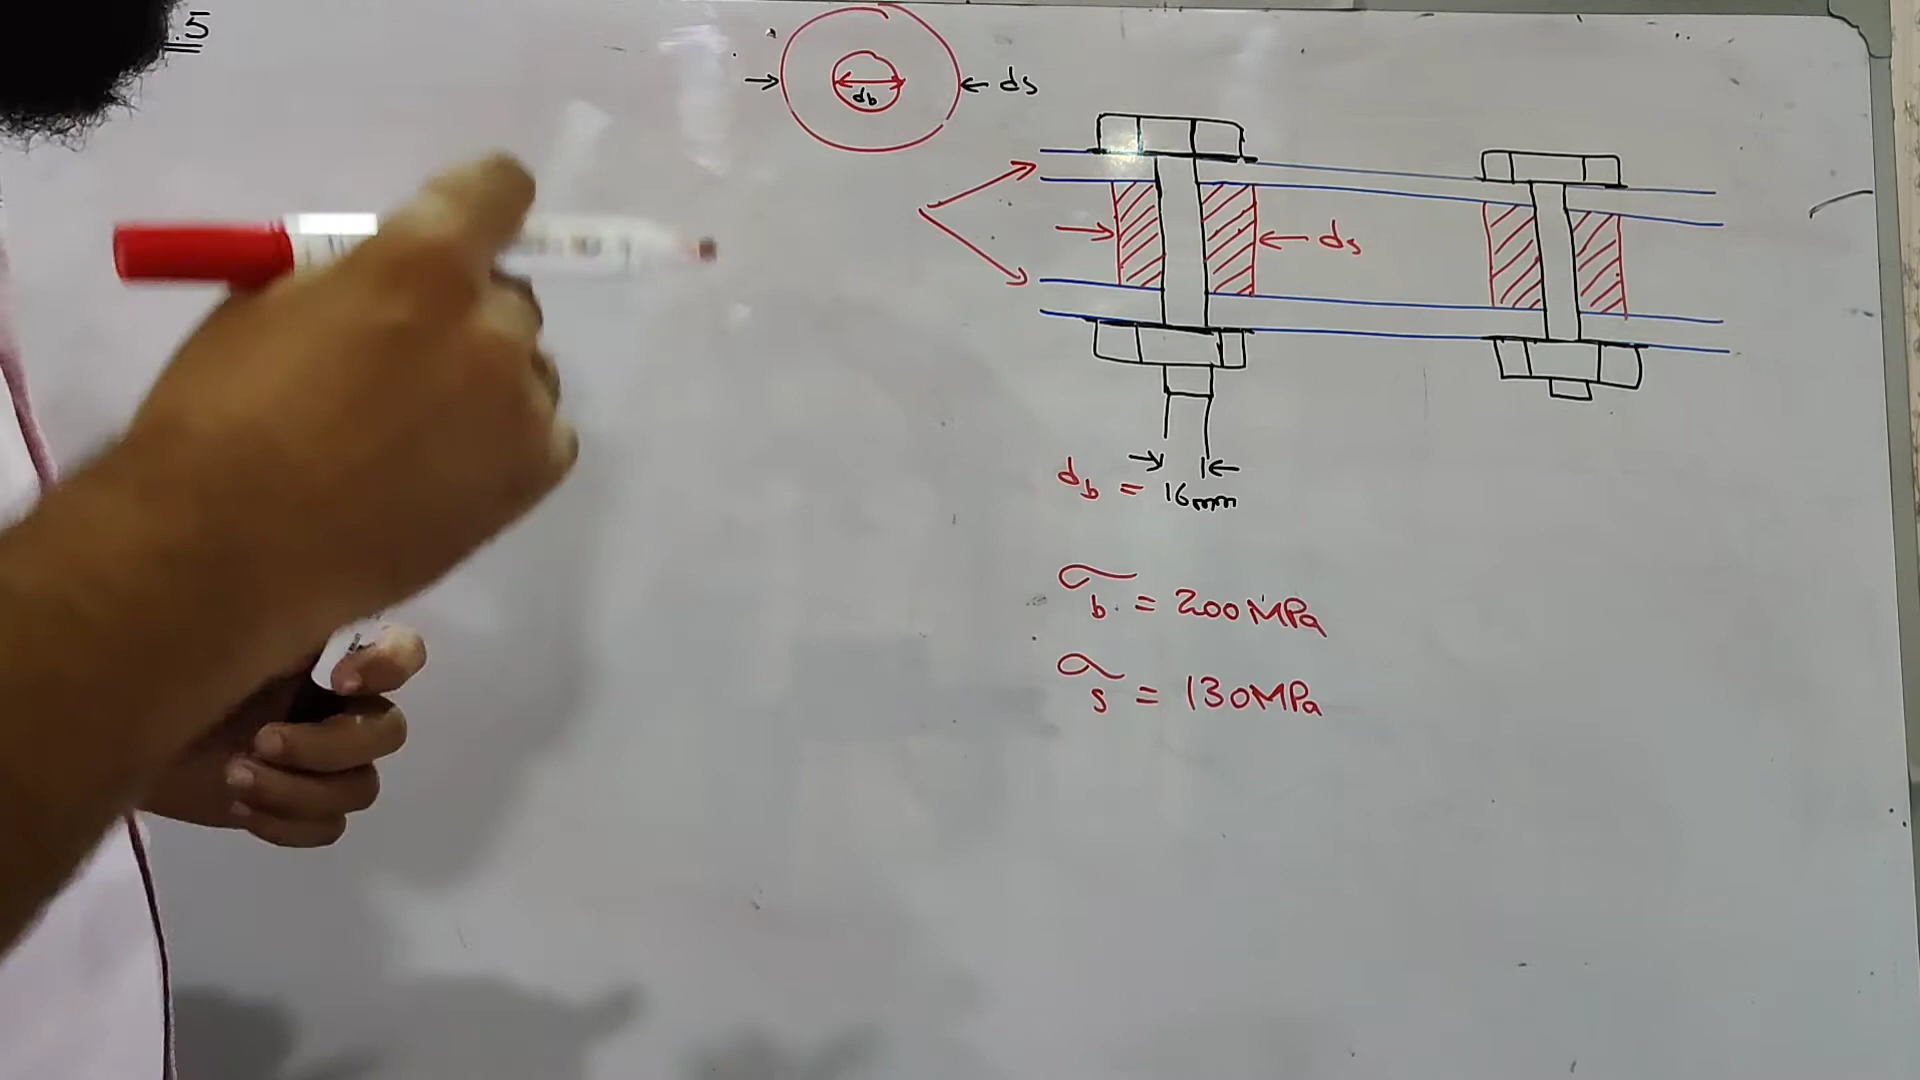 .5
db
ds
ds
db = 16mm
σb = 200MPa
σs = 130MPa